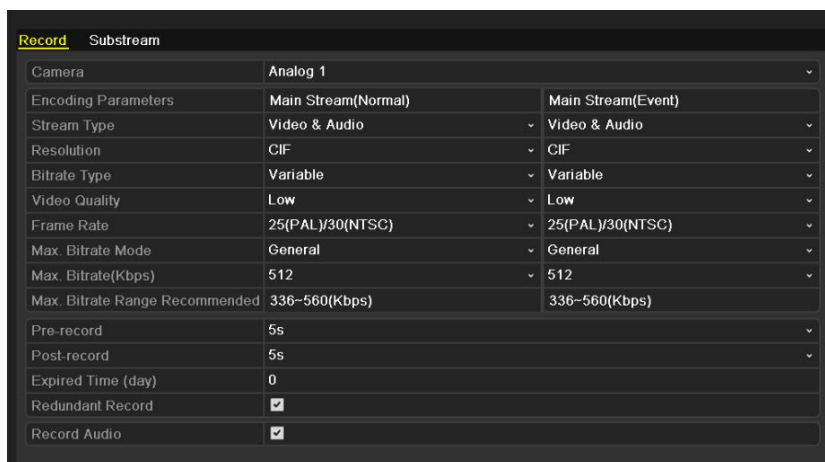 Record Substream
Camera Analog 1
Encoding Parameters Main Stream(Normal) Main Stream(Event)
Stream Type Video & Audio Video & Audio
Resolution CIF CIF
Bitrate Type Variable Variable
Video Quality Low Low
Frame Rate 25(PAL)/30(NTSC) 25(PAL)/30(NTSC)
Max. Bitrate Mode General General
Max. Bitrate(Kbps) 512 512
Max. Bitrate Range Recommended 336~560(Kbps) 336~560(Kbps)
Pre-record 5s
Post-record 5s
Expired Time (day) 0
Redundant Record
Record Audio